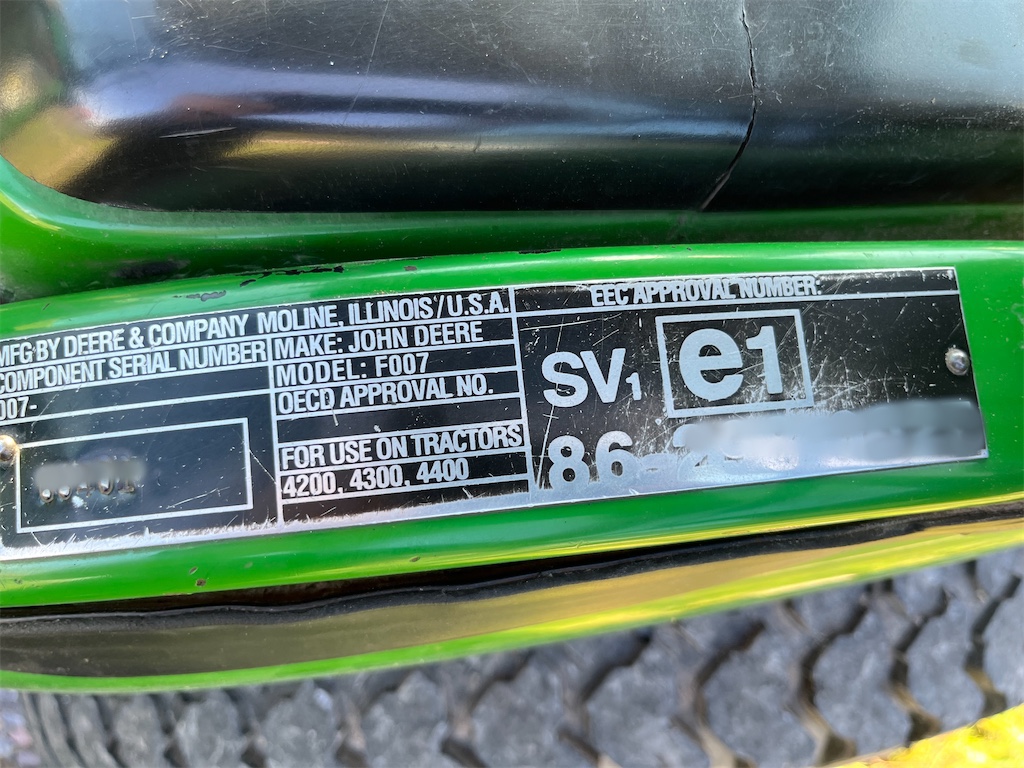 MFG BY DEERE & COMPANY MOLINE, ILLINOIS/U.S.A.
COMPONENT SERIAL NUMBER
007-
MAKE: JOHN DEERE
MODEL: F007
OECD APPROVAL NO.
FOR USE ON TRACTORS
4200, 4300, 4400
EEC APPROVAL NUMBER:
SV1 e1
86-